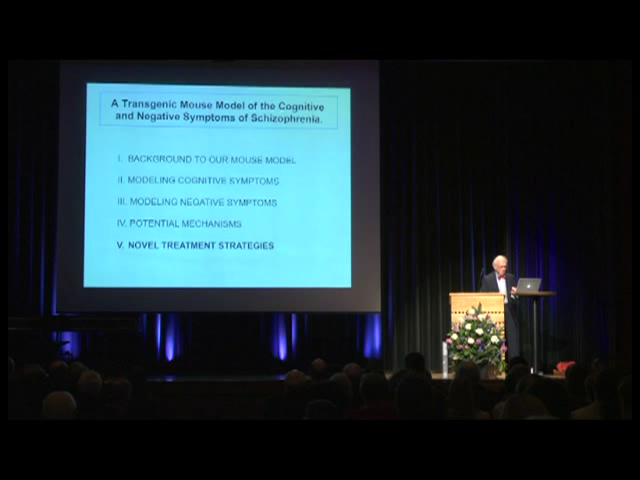 A Transgenic Mouse Model of the Cognitive
and Negative Symptoms of Schizophrenia.
I. BACKGROUND TO OUR MOUSE MODEL
II. MODELING COGNITIVE SYMPTOMS
III. MODELING NEGATIVE SYMPTOMS
IV. POTENTIAL MECHANISMS
V. NOVEL TREATMENT STRATEGIES